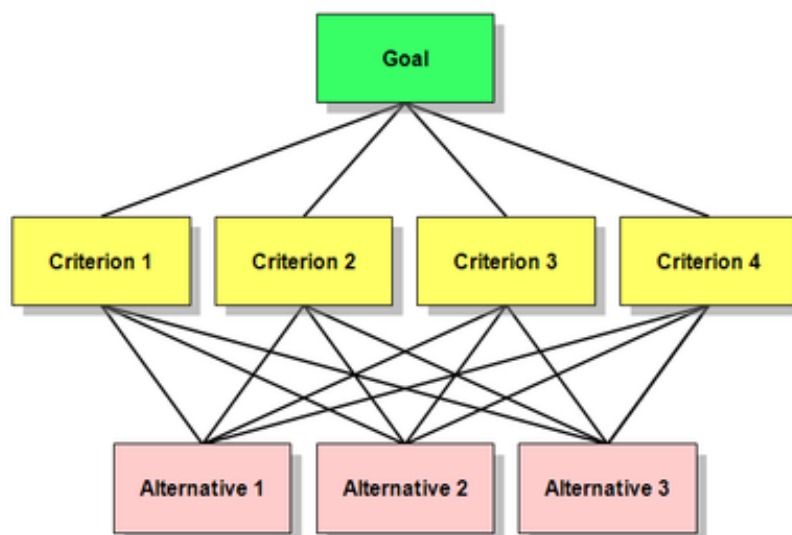 Goal
Criterion 1
Criterion 2
Criterion 3
Criterion 4
Alternative 1
Alternative 2
Alternative 3